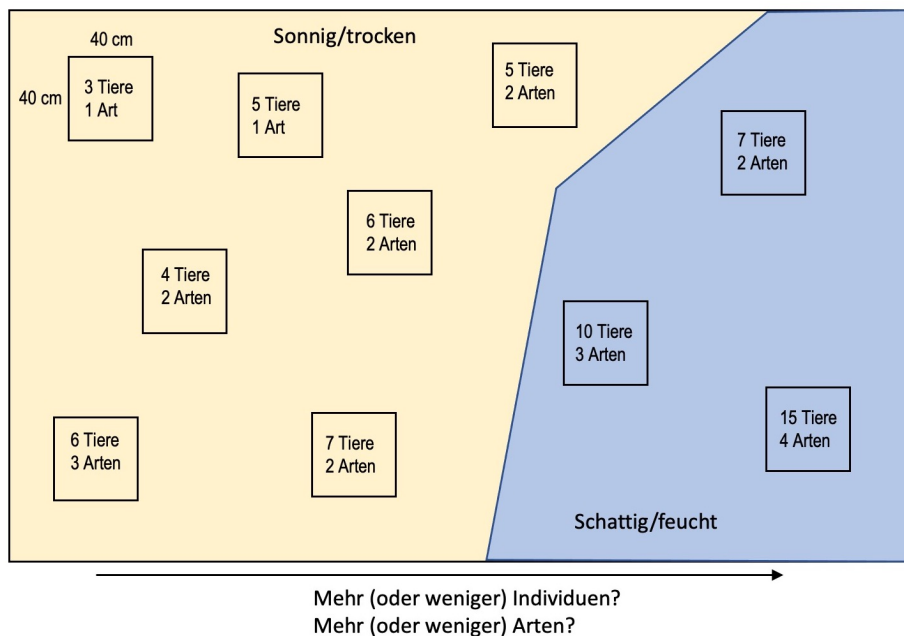 40 cm
Sonnig/trocken
40 cm
3 Tiere
1 Art
5 Tiere
1 Art
5 Tiere
2 Arten
7 Tiere
2 Arten
6 Tiere
2 Arten
4 Tiere
2 Arten
10 Tiere
3 Arten
6 Tiere
3 Arten
7 Tiere
2 Arten
15 Tiere
4 Arten
Schattig/feucht
Mehr (oder weniger) Individuen?
Mehr (oder weniger) Arten?